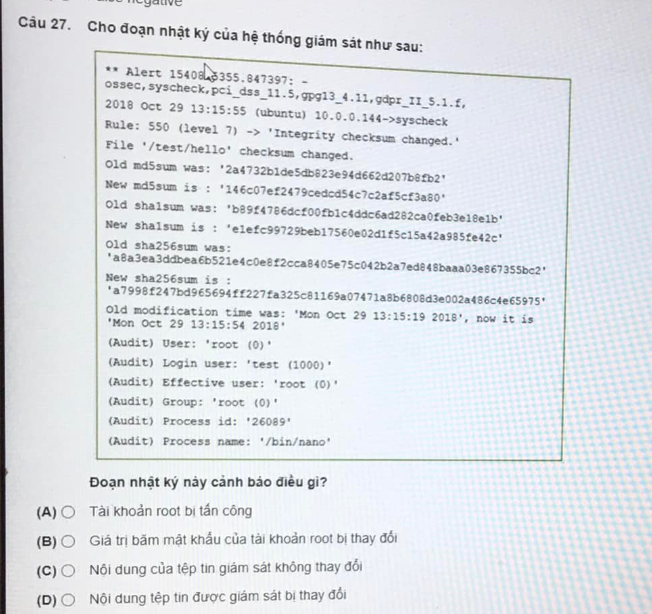 negative
Câu 27. Cho đoạn nhật ký của hệ thống giám sát như sau:
** Alert 15408 5355.847397: -
ossec,syscheck,pci_dss_11.5,gpg13_4.11,gdpr_II_5.1.f,
2018 Oct 29 13:15:55 (ubuntu) 10.0.0.144->syscheck
Rule: 550 (level 7) -> 'Integrity checksum changed.'
File '/test/hello' checksum changed.
Old md5sum was: '2a4732b1de5db823e94d662d207b8fb2'
New md5sum is : '146c07ef2479cedcd54c7c2af5cf3a80'
Old sha1sum was: 'b89f4786dcf00fb1c4ddc6ad282ca0feb3e18e1b'
New sha1sum is : 'e1efc99729beb17560e02d1f5c15a42a985fe42c'
Old sha256sum was:
'a8a3ea3ddbea6b521e4c0e8f2cca8405e75c042b2a7ed848baaa03e867355bc2'
New sha256sum is :
'a7998f247bd965694ff227fa325c81169a07471a8b6808d3e002a486c4e65975'
Old modification time was: 'Mon Oct 29 13:15:19 2018', now it is
'Mon Oct 29 13:15:54 2018'
(Audit) User: 'root (0)'
(Audit) Login user: 'test (1000)'
(Audit) Effective user: 'root (0)'
(Audit) Group: 'root (0)'
(Audit) Process id: '26089'
(Audit) Process name: '/bin/nano'
Đoạn nhật ký này cảnh báo điều gì?
(A) Tài khoản root bị tấn công
(B) Giá trị băm mật khẩu của tài khoản root bị thay đổi
(C) Nội dung của tệp tin giám sát không thay đổi
(D) Nội dung tệp tin được giám sát bị thay đổi